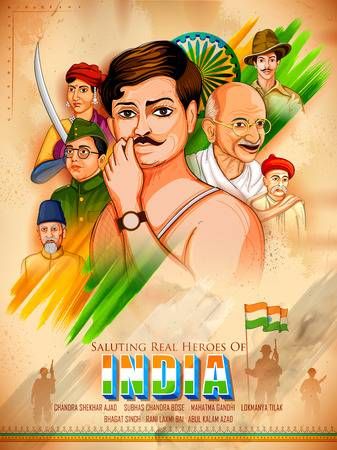 SALUTING REAL HEROES OF
INDIA
CHANDRA SHEKHAR AJAD SUBHAS CHANDRA BOSE MAHATMA GANDHI LOKMANYA TILAK
BHAGAT SINGH RANI LAXMI BAI ABUL KALAM AZAD